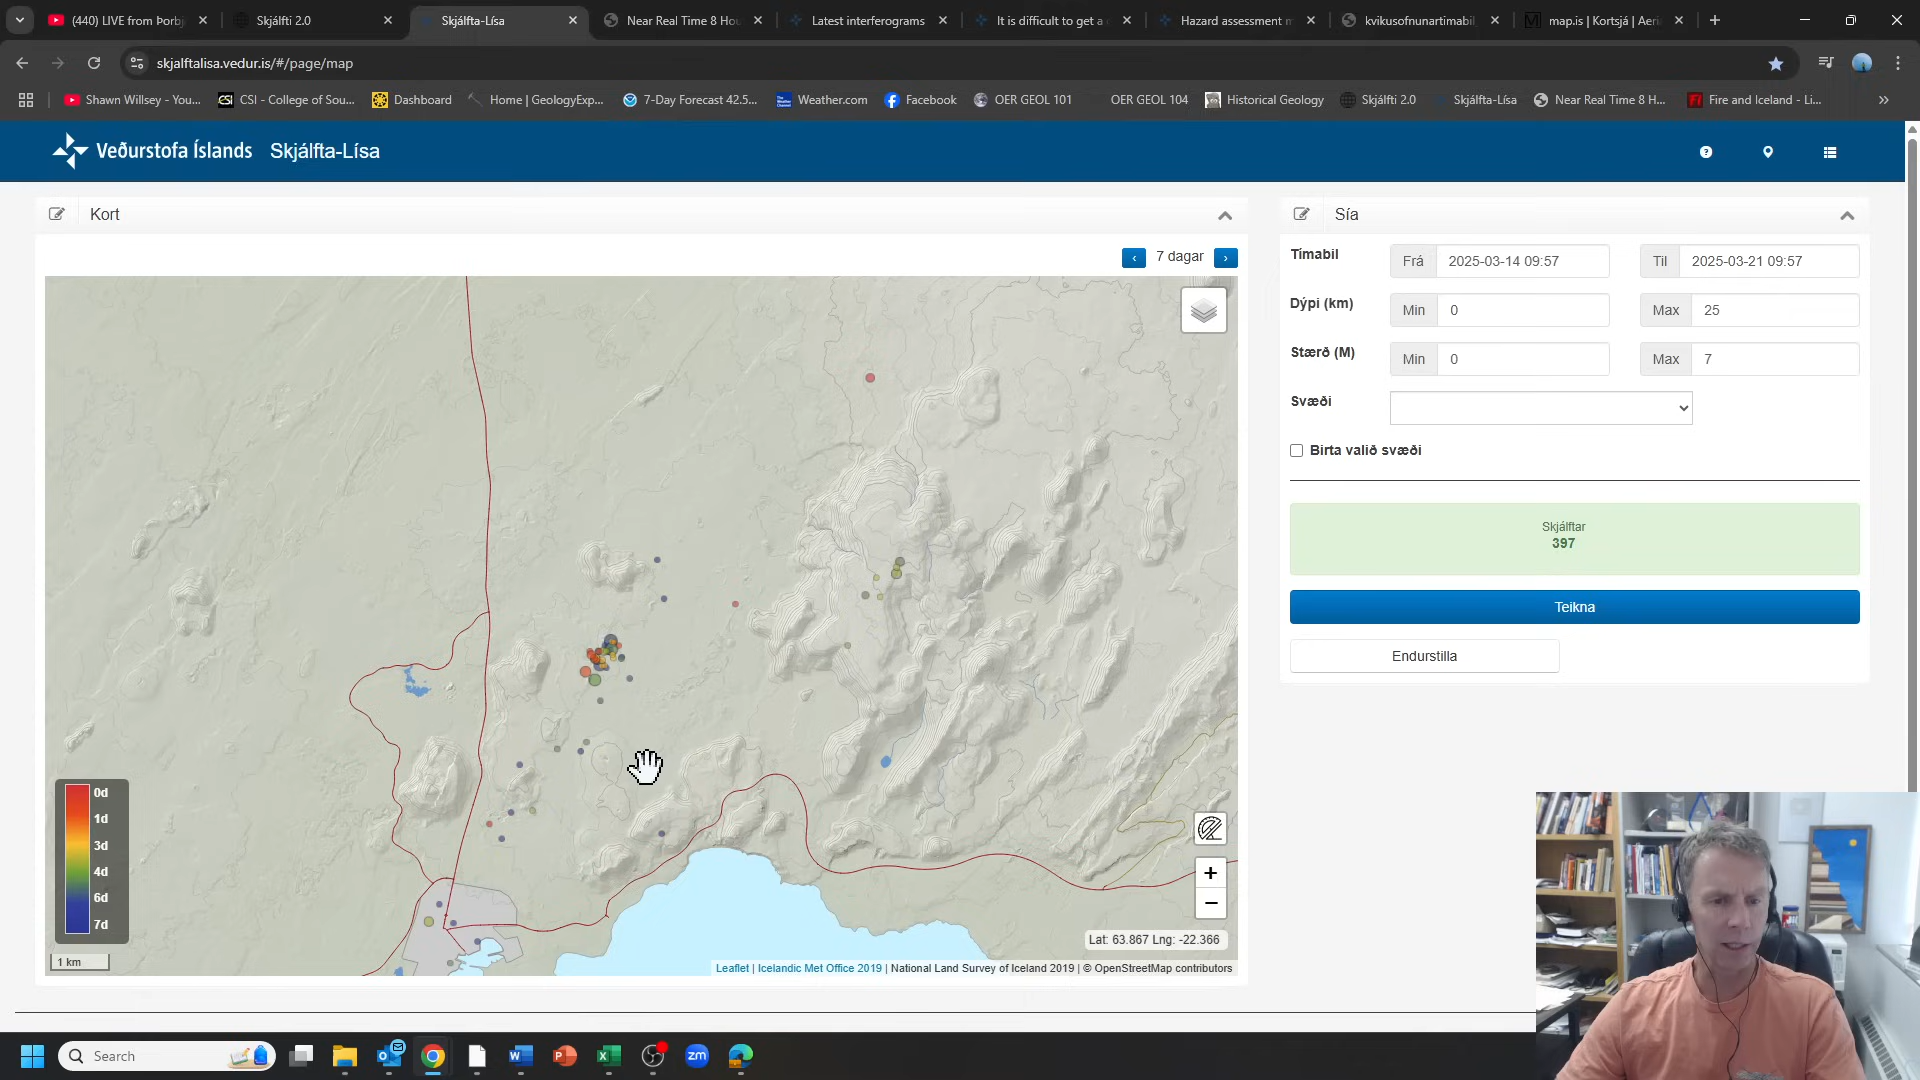 (440) LIVE from Þorbj
Skjálfti 2.0
Skjálfta-Lísa
Near Real Time 8 Hou
Latest interferograms
It is difficult to get a c
Hazard assessment m
kvikusofnunartimabil
map.is | Kortsjá | Aeria
skjalftalisa.vedur.is/#/page/map
Shawn Willsey - You...
CSI - College of Sou...
Dashboard
Home | GeologyExp...
7-Day Forecast 42.5...
Weather.com
Facebook
OER GEOL 101
OER GEOL 104
Historical Geology
Skjálfti 2.0
Skjálfta-Lísa
Near Real Time 8 H...
Fire and Iceland - Li...
Veðurstofa Íslands
Skjálfta-Lísa
Kort
7 dagar
0d
1d
3d
4d
6d
7d
1 km
+
−
Lat: 63.867 Lng: -22.366
Leaflet | Icelandic Met Office 2019 | National Land Survey of Iceland 2019 | © OpenStreetMap contributors
Sía
Tímabil Frá 2025-03-14 09:57 Til 2025-03-21 09:57
Dýpi (km) Min 0 Max 25
Stærð (M) Min 0 Max 7
Svæði
Birta valið svæði
Skjálftar
397
Teikna
Endurstilla
Search
zm